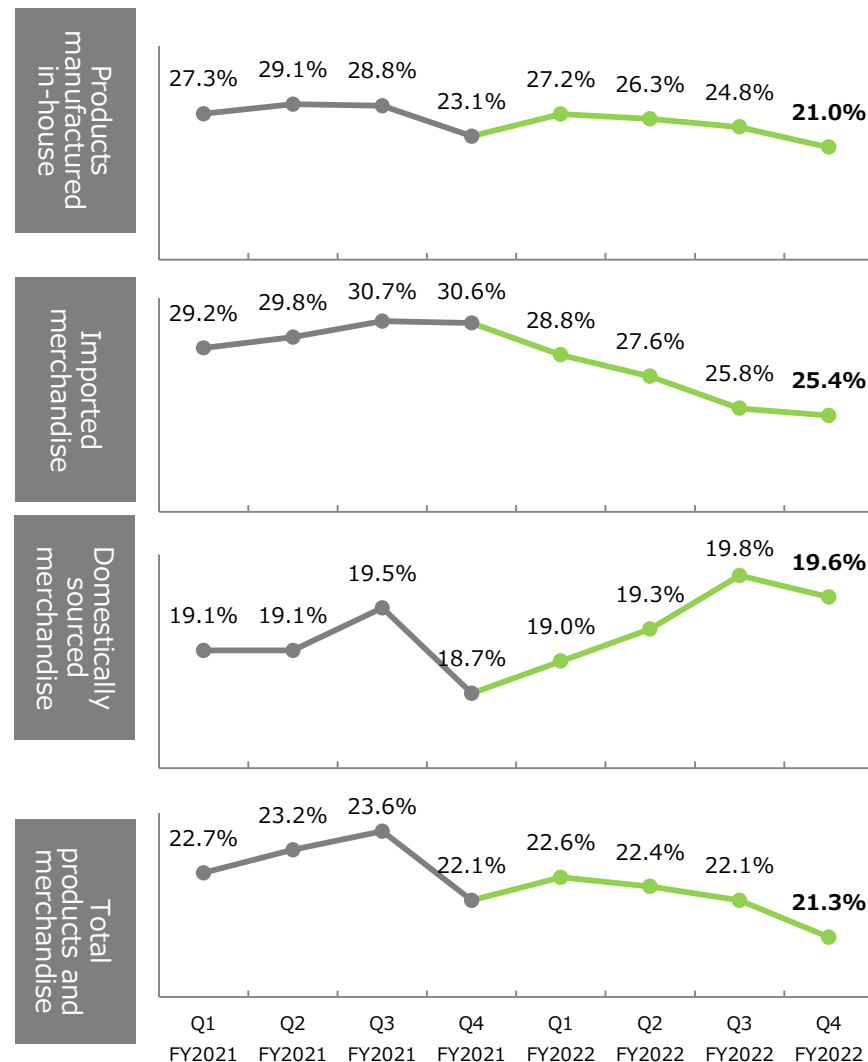 Products
manufactured
in-house
27.3%
29.1%
28.8%
23.1%
27.2%
26.3%
24.8%
21.0%
Imported
merchandise
29.2%
29.8%
30.7%
30.6%
28.8%
27.6%
25.8%
25.4%
Domestically
sourced
merchandise
19.1%
19.1%
19.5%
18.7%
19.0%
19.3%
19.8%
19.6%
Total
products and
merchandise
22.7%
23.2%
23.6%
22.1%
22.6%
22.4%
22.1%
21.3%
Q1 Q2 Q3 Q4 Q1 Q2 Q3 Q4
FY2021 FY2021 FY2021 FY2021 FY2022 FY2022 FY2022 FY2022